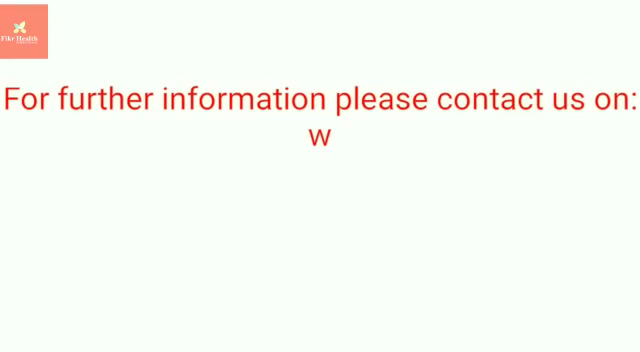 Fikr Health
For further information please contact us on:
w